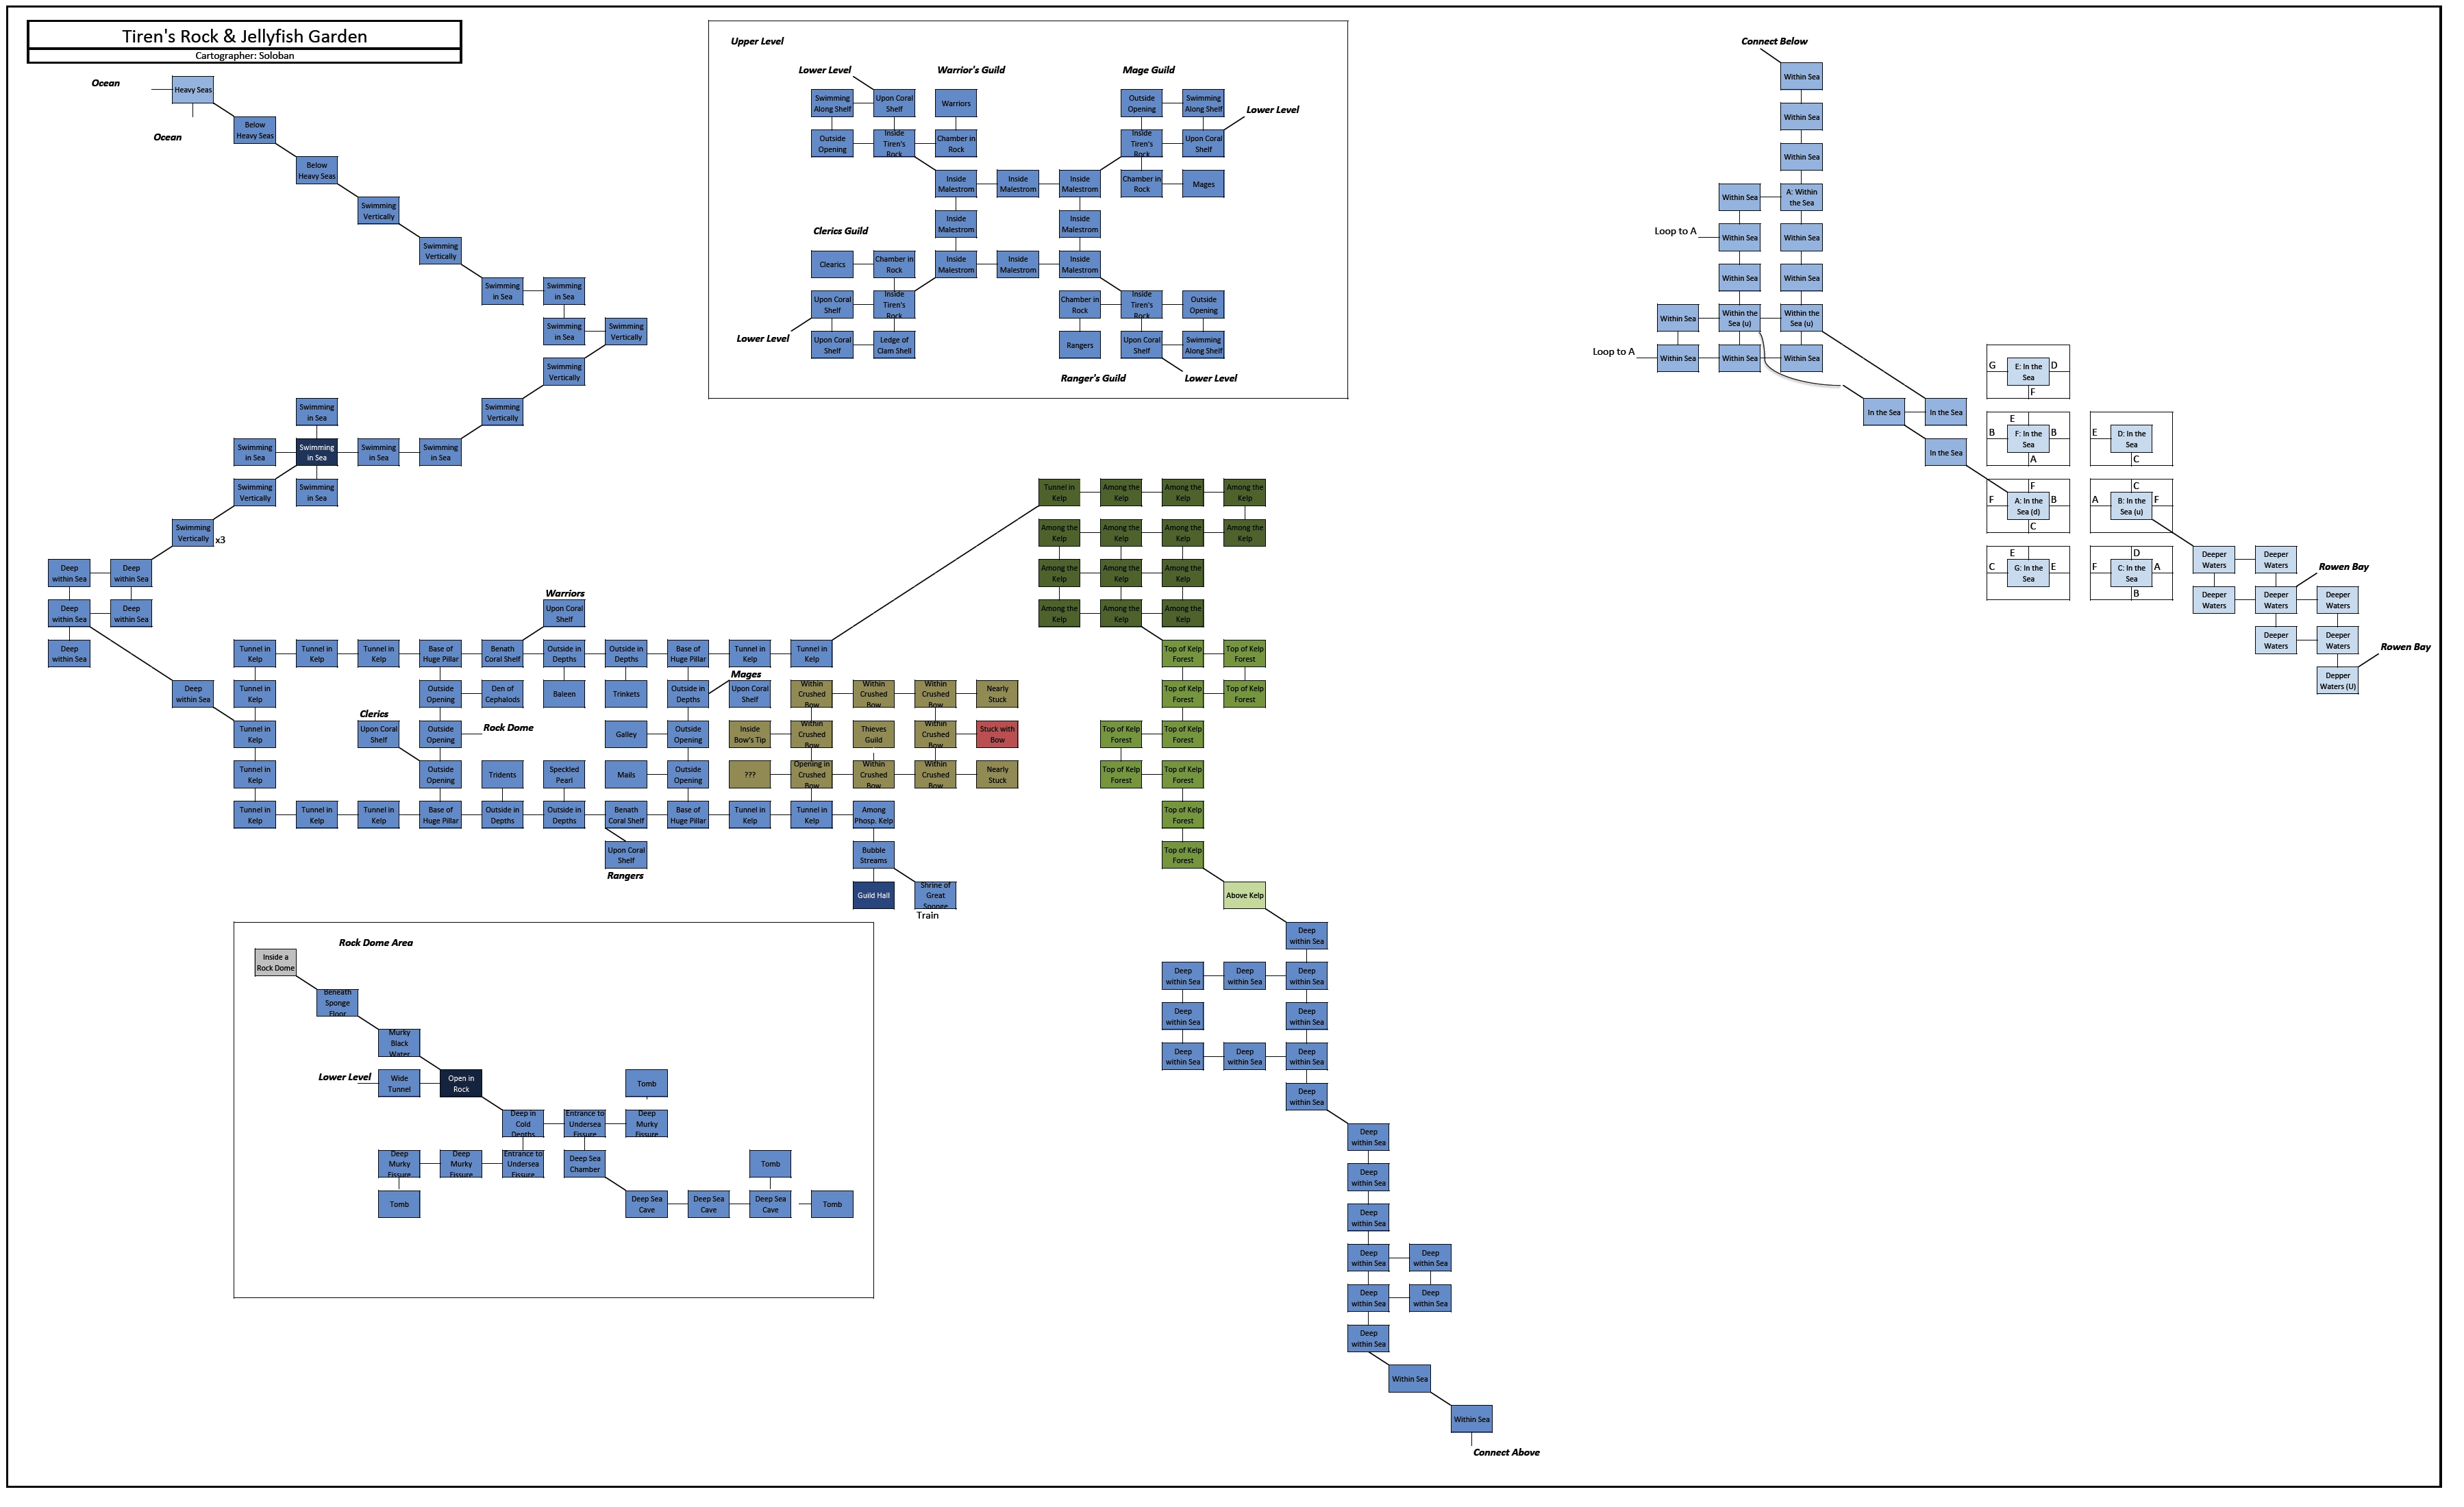 Tiren's Rock & Jellyfish Garden
Cartographer: Soloban
Ocean
Heavy Seas
Ocean
Below
Heavy Seas
Below
Heavy Seas
Swimming
Vertically
Swimming
Vertically
Swimming
in Sea
Swimming
in Sea
Swimming
in Sea
Swimming
Vertically
Swimming
Vertically
Swimming
Vertically
Swimming
in Sea
Swimming
in Sea
Swimming
in Sea
Swimming
in Sea
Swimming
in Sea
Swimming
Vertically
Swimming
in Sea
Swimming
Vertically
x3
Deep
within Sea
Deep
within Sea
Deep
within Sea
Deep
within Sea
Deep
within Sea
Deep
within Sea
Upper Level
Lower Level
Warrior's Guild
Mage Guild
Swimming
Along Shelf
Upon Coral
Shelf
Warriors
Outside
Opening
Swimming
Along Shelf
Lower Level
Outside
Opening
Inside
Tiren's
Rock
Chamber in
Rock
Inside
Tiren's
Rock
Upon Coral
Shelf
Inside
Malestrom
Inside
Malestrom
Inside
Malestrom
Chamber in
Rock
Mages
Inside
Malestrom
Inside
Malestrom
Clerics Guild
Clearics
Chamber in
Rock
Inside
Malestrom
Inside
Malestrom
Inside
Malestrom
Upon Coral
Shelf
Inside
Tiren's
Rock
Chamber in
Rock
Inside
Tiren's
Rock
Outside
Opening
Lower Level
Upon Coral
Shelf
Ledge of
Clam Shell
Rangers
Upon Coral
Shelf
Swimming
Along Shelf
Ranger's Guild
Lower Level
Warriors
Upon Coral
Shelf
Tunnel in
Kelp
Tunnel in
Kelp
Tunnel in
Kelp
Base of
Huge Pillar
Benath
Coral Shelf
Outside in
Depths
Outside in
Depths
Base of
Huge Pillar
Tunnel in
Kelp
Tunnel in
Kelp
Mages
Tunnel in
Kelp
Outside
Opening
Den of
Cephalods
Baleen
Trinkets
Outside in
Depths
Upon Coral
Shelf
Within
Crushed
Bow
Within
Crushed
Bow
Within
Crushed
Bow
Nearly
Stuck
Clerics
Tunnel in
Kelp
Upon Coral
Shelf
Outside
Opening
Rock Dome
Galley
Outside
Opening
Inside
Bow's Tip
Within
Crushed
Bow
Thieves
Guild
Within
Crushed
Bow
Stuck with
Bow
Tunnel in
Kelp
Outside
Opening
Tridents
Speckled
Pearl
Mails
Outside
Opening
???
Opening in
Crushed
Bow
Within
Crushed
Bow
Within
Crushed
Bow
Nearly
Stuck
Tunnel in
Kelp
Tunnel in
Kelp
Tunnel in
Kelp
Base of
Huge Pillar
Outside in
Depths
Outside in
Depths
Benath
Coral Shelf
Base of
Huge Pillar
Tunnel in
Kelp
Tunnel in
Kelp
Among
Phosp. Kelp
Upon Coral
Shelf
Rangers
Bubble
Streams
Guild Hall
Shrine of
Great
Sponge
Train
Rock Dome Area
Inside a
Rock Dome
Beneath
Sponge
Floor
Murky
Black
Water
Lower Level
Wide
Tunnel
Open in
Rock
Tomb
Deep in
Cold
Depths
Entrance to
Undersea
Fissure
Deep
Murky
Fissure
Deep
Murky
Fissure
Deep
Murky
Fissure
Entrance to
Undersea
Fissure
Deep Sea
Chamber
Tomb
Tomb
Deep Sea
Cave
Deep Sea
Cave
Deep Sea
Cave
Tomb
Tunnel in
Kelp
Among the
Kelp
Among the
Kelp
Among the
Kelp
Among the
Kelp
Among the
Kelp
Among the
Kelp
Among the
Kelp
Among the
Kelp
Among the
Kelp
Among the
Kelp
Among the
Kelp
Among the
Kelp
Among the
Kelp
Top of Kelp
Forest
Top of Kelp
Forest
Top of Kelp
Forest
Top of Kelp
Forest
Top of Kelp
Forest
Top of Kelp
Forest
Top of Kelp
Forest
Top of Kelp
Forest
Top of Kelp
Forest
Top of Kelp
Forest
Above Kelp
Deep
within Sea
Deep
within Sea
Deep
within Sea
Deep
within Sea
Deep
within Sea
Deep
within Sea
Deep
within Sea
Deep
within Sea
Deep
within Sea
Deep
within Sea
Deep
within Sea
Deep
within Sea
Deep
within Sea
Deep
within Sea
Deep
within Sea
Deep
within Sea
Deep
within Sea
Deep
within Sea
Within Sea
Within Sea
Connect Above
Connect Below
Within Sea
Within Sea
Within Sea
Within Sea
A: Within
the Sea
Loop to A
Within Sea
Within Sea
Within Sea
Within Sea
Within Sea
Within the
Sea (u)
Within the
Sea (u)
Loop to A
Within Sea
Within Sea
Within Sea
In the Sea
In the Sea
In the Sea
G
E: In the
Sea
D
F
E
B
F: In the
Sea
B
A
E
D: In the
Sea
C
F
F
A: In the
Sea (d)
B
C
C
A
B: In the
Sea (u)
F
E
C
G: In the
Sea
E
D
F
C: In the
Sea
A
B
Deeper
Waters
Deeper
Waters
Rowen Bay
Deeper
Waters
Deeper
Waters
Deeper
Waters
Deeper
Waters
Deeper
Waters
Rowen Bay
Depper
Waters (U)